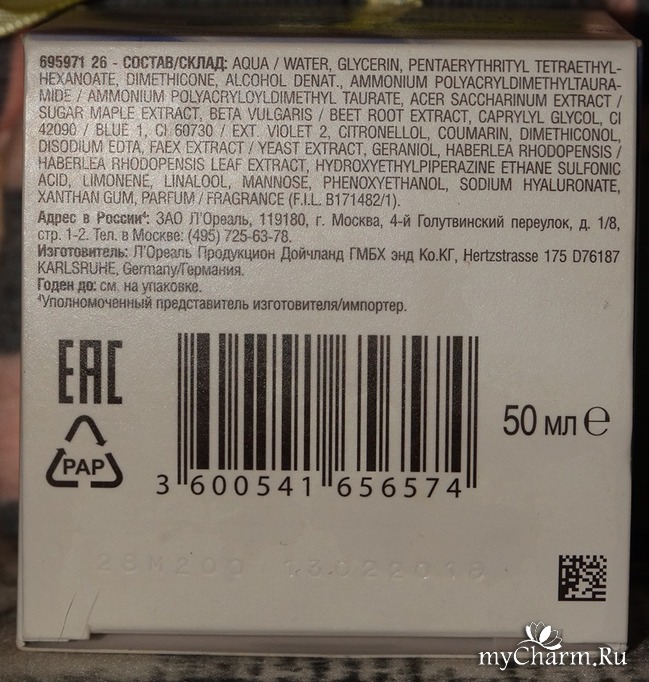 695971 26 - СОСТАВ/СКЛАД: AQUA / WATER, GLYCERIN, PENTAERYTHRITYL TETRAETHYL-
HEXANOATE, DIMETHICONE, ALCOHOL DENAT., AMMONIUM POLYACRYLDIMETHYLTAURA-
MIDE / AMMONIUM POLYACRYLOYLDIMETHYL TAURATE, ACER SACCHARINUM EXTRACT /
SUGAR MAPLE EXTRACT, BETA VULGARIS / BEET ROOT EXTRACT, CAPRYLYL GLYCOL, CI
42090 / BLUE 1, CI 60730 / EXT. VIOLET 2, CITRONELLOL, COUMARIN, DIMETHICONOL,
DISODIUM EDTA, FAEX EXTRACT / YEAST EXTRACT, GERANIOL, HABERLEA RHODOPENSIS /
HABERLEA RHODOPENSIS LEAF EXTRACT, HYDROXYETHYLPIPERAZINE ETHANE SULFONIC
ACID, LIMONENE, LINALOOL, MANNOSE, PHENOXYETHANOL, SODIUM HYALURONATE,
XANTHAN GUM, PARFUM / FRAGRANCE (F.I.L. B171482/1).
Адрес в России⁴: ЗАО Л'Ореаль, 119180, г. Москва, 4-й Голутвинский переулок, д. 1/8,
стр. 1-2. Тел. в Москве: (495) 725-63-78.
Изготовитель: Л'Ореаль Продукцион Дойчланд ГМБХ энд Ко.КГ, Hertzstrasse 175 D76187
KARLSRUHE, Germany/Германия.
Годен до: см. на упаковке.
⁴Уполномоченный представитель изготовителя/импортер.
EAC
PAP
50 мл e
3 600541 656574
28M200 13022018
myCharm.Ru